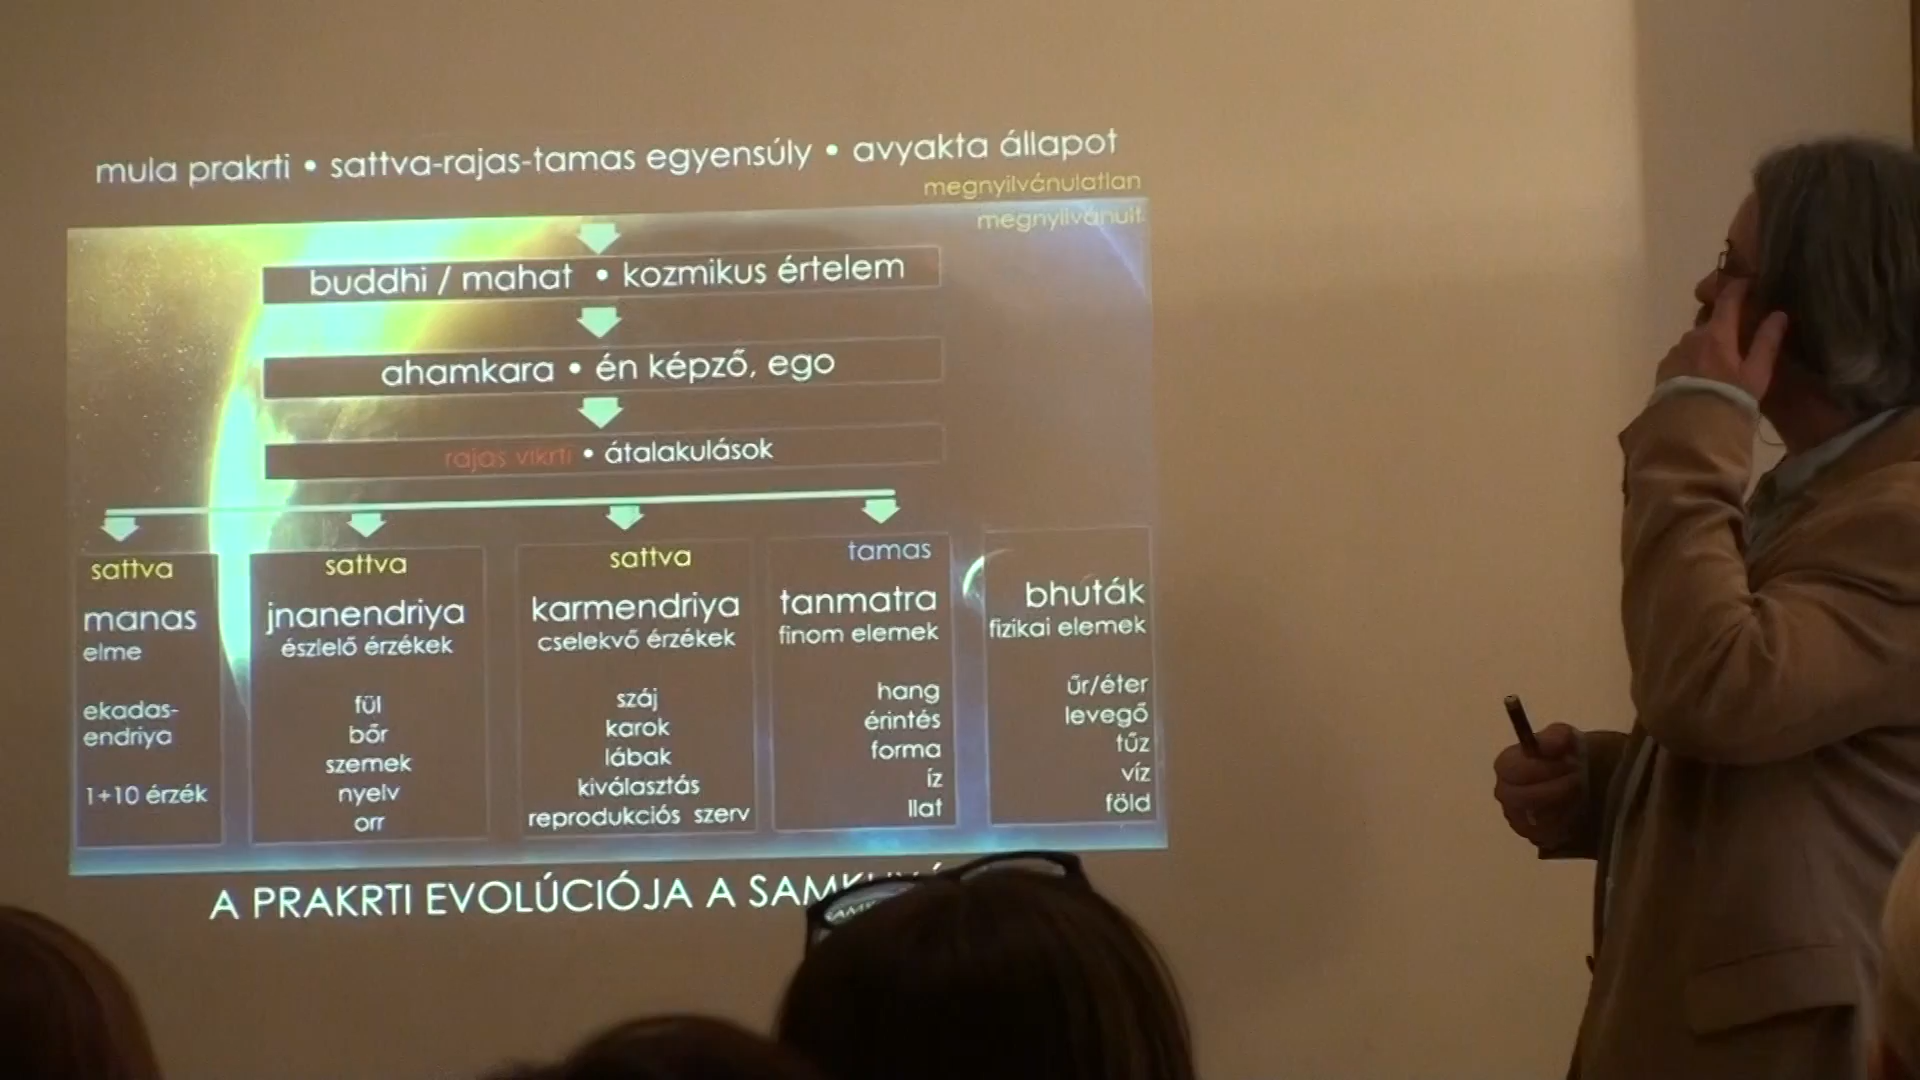 mula prakrti • sattva-rajas-tamas egyensúly • avyakta állapot
megnyilvánulatlan
megnyilvánult
buddhi / mahat • kozmikus értelem
ahamkara • én képző, ego
rajas vikrti • átalakulások
sattva
manas
elme
ekadas-
endriya
1+10 érzék
sattva
jnanendriya
észlelő érzékek
fül
bőr
szemek
nyelv
orr
sattva
karmendriya
cselekvő érzékek
száj
karok
lábak
kiválasztás
reprodukciós szerv
tamas
tanmatra
finom elemek
hang
érintés
forma
íz
llat
bhuták
fizikai elemek
űr/éter
levegő
tűz
víz
föld
A PRAKRTI EVOLÚCIÓJA A